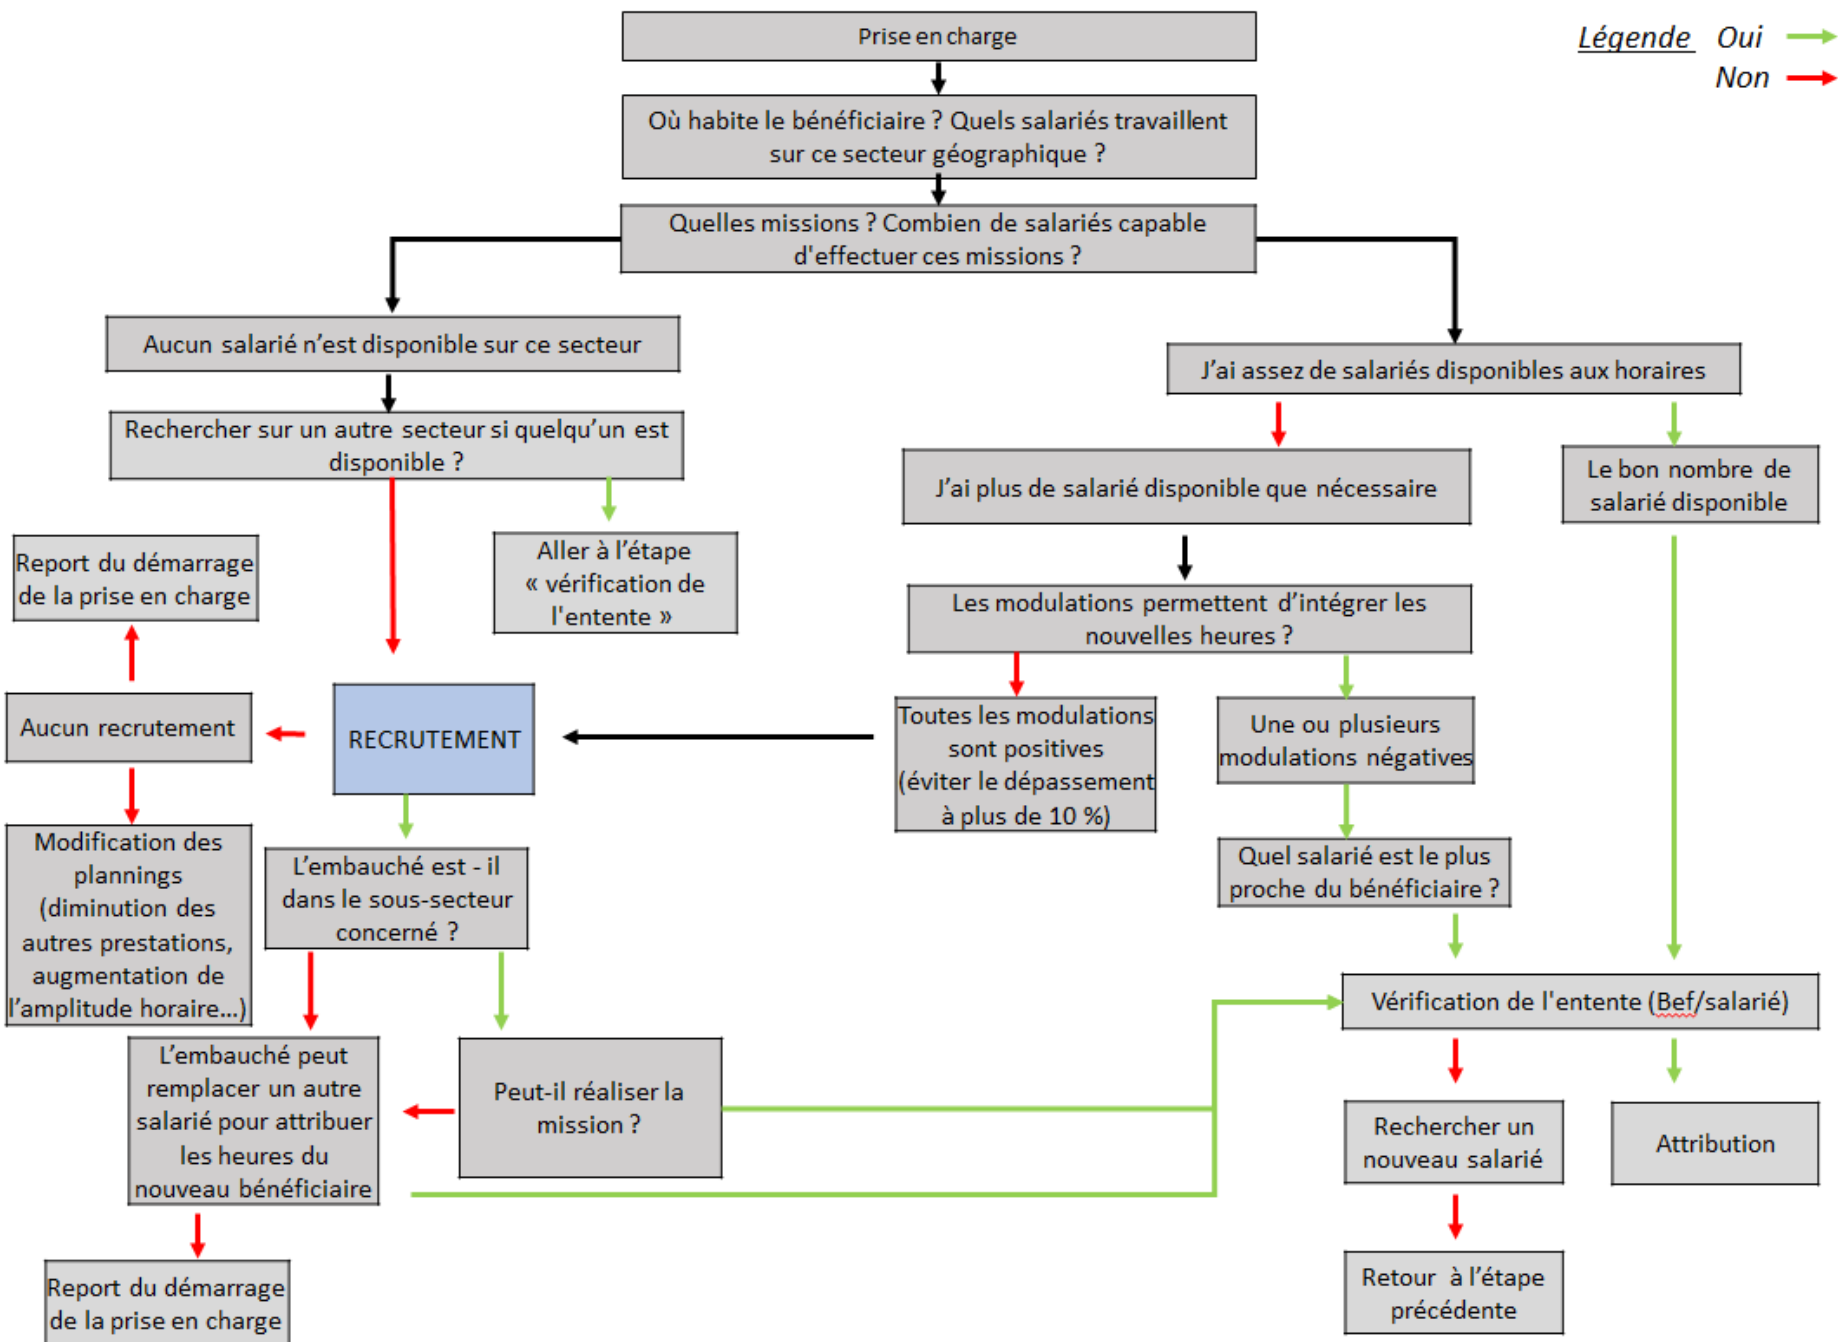 Prise en charge
Légende Oui
Non
Où habite le bénéficiaire ? Quels salariés travaillent
sur ce secteur géographique ?
Quelles missions ? Combien de salariés capable
d'effectuer ces missions ?
Aucun salarié n’est disponible sur ce secteur
J’ai assez de salariés disponibles aux horaires
Rechercher sur un autre secteur si quelqu’un est
disponible ?
J’ai plus de salarié disponible que nécessaire
Le bon nombre de
salarié disponible
Aller à l’étape
« vérification de
l'entente »
Report du démarrage
de la prise en charge
Les modulations permettent d’intégrer les
nouvelles heures ?
Aucun recrutement
RECRUTEMENT
Toutes les modulations
sont positives
(éviter le dépassement
à plus de 10 %)
Une ou plusieurs
modulations négatives
Modification des
plannings
(diminution des
autres prestations,
augmentation de
l’amplitude horaire…)
L’embauché est - il
dans le sous-secteur
concerné ?
Quel salarié est le plus
proche du bénéficiaire ?
Vérification de l'entente (Bef/salarié)
L’embauché peut
remplacer un autre
salarié pour attribuer
les heures du
nouveau bénéficiaire
Peut-il réaliser la
mission ?
Rechercher un
nouveau salarié
Attribution
Report du démarrage
de la prise en charge
Retour à l’étape
précédente